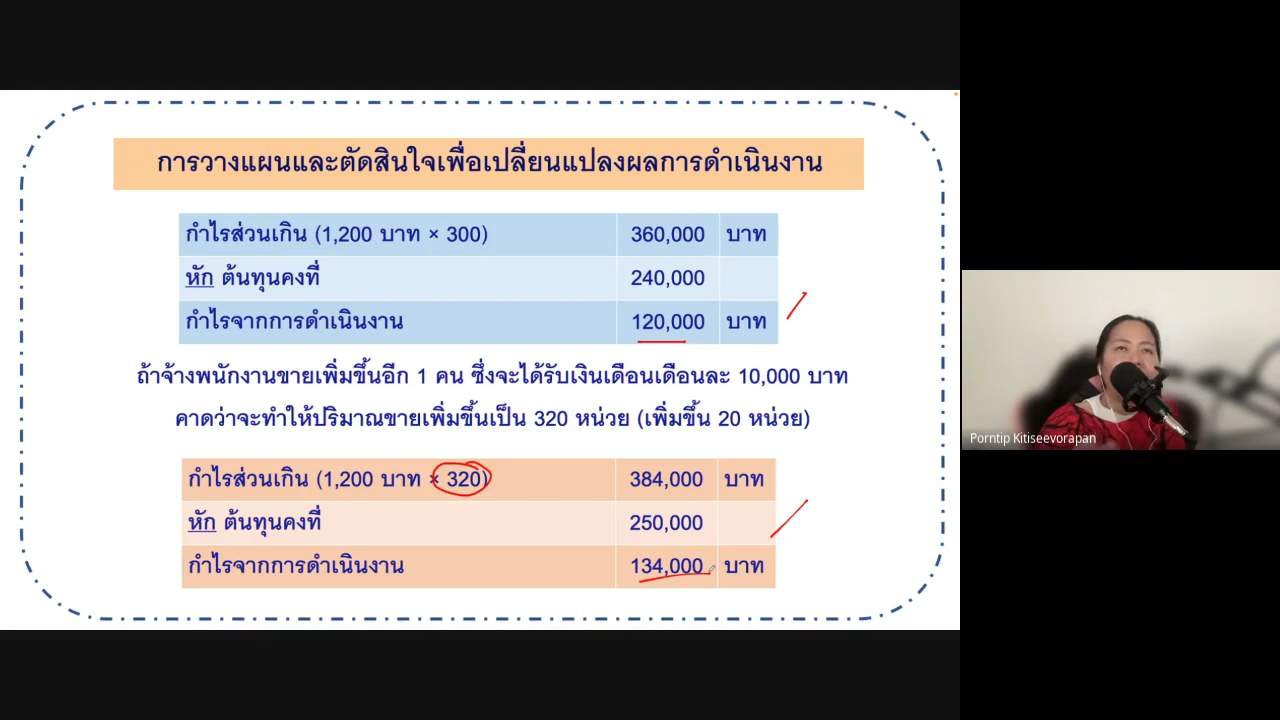 การวางแผนและตัดสินใจเพื่อเปลี่ยนแปลงผลการดำเนินงาน
กำไรส่วนเกิน (1,200 บาท × 300) 360,000 บาท
หัก ต้นทุนคงที่ 240,000
กำไรจากการดำเนินงาน 120,000 บาท
ถ้าจ้างพนักงานขายเพิ่มขึ้นอีก 1 คน ซึ่งจะได้รับเงินเดือนเดือนละ 10,000 บาท
คาดว่าจะทำให้ปริมาณขายเพิ่มขึ้นเป็น 320 หน่วย (เพิ่มขึ้น 20 หน่วย)
กำไรส่วนเกิน (1,200 บาท × 320) 384,000 บาท
หัก ต้นทุนคงที่ 250,000
กำไรจากการดำเนินงาน 134,000 บาท
Porntip Kitiseevorapan